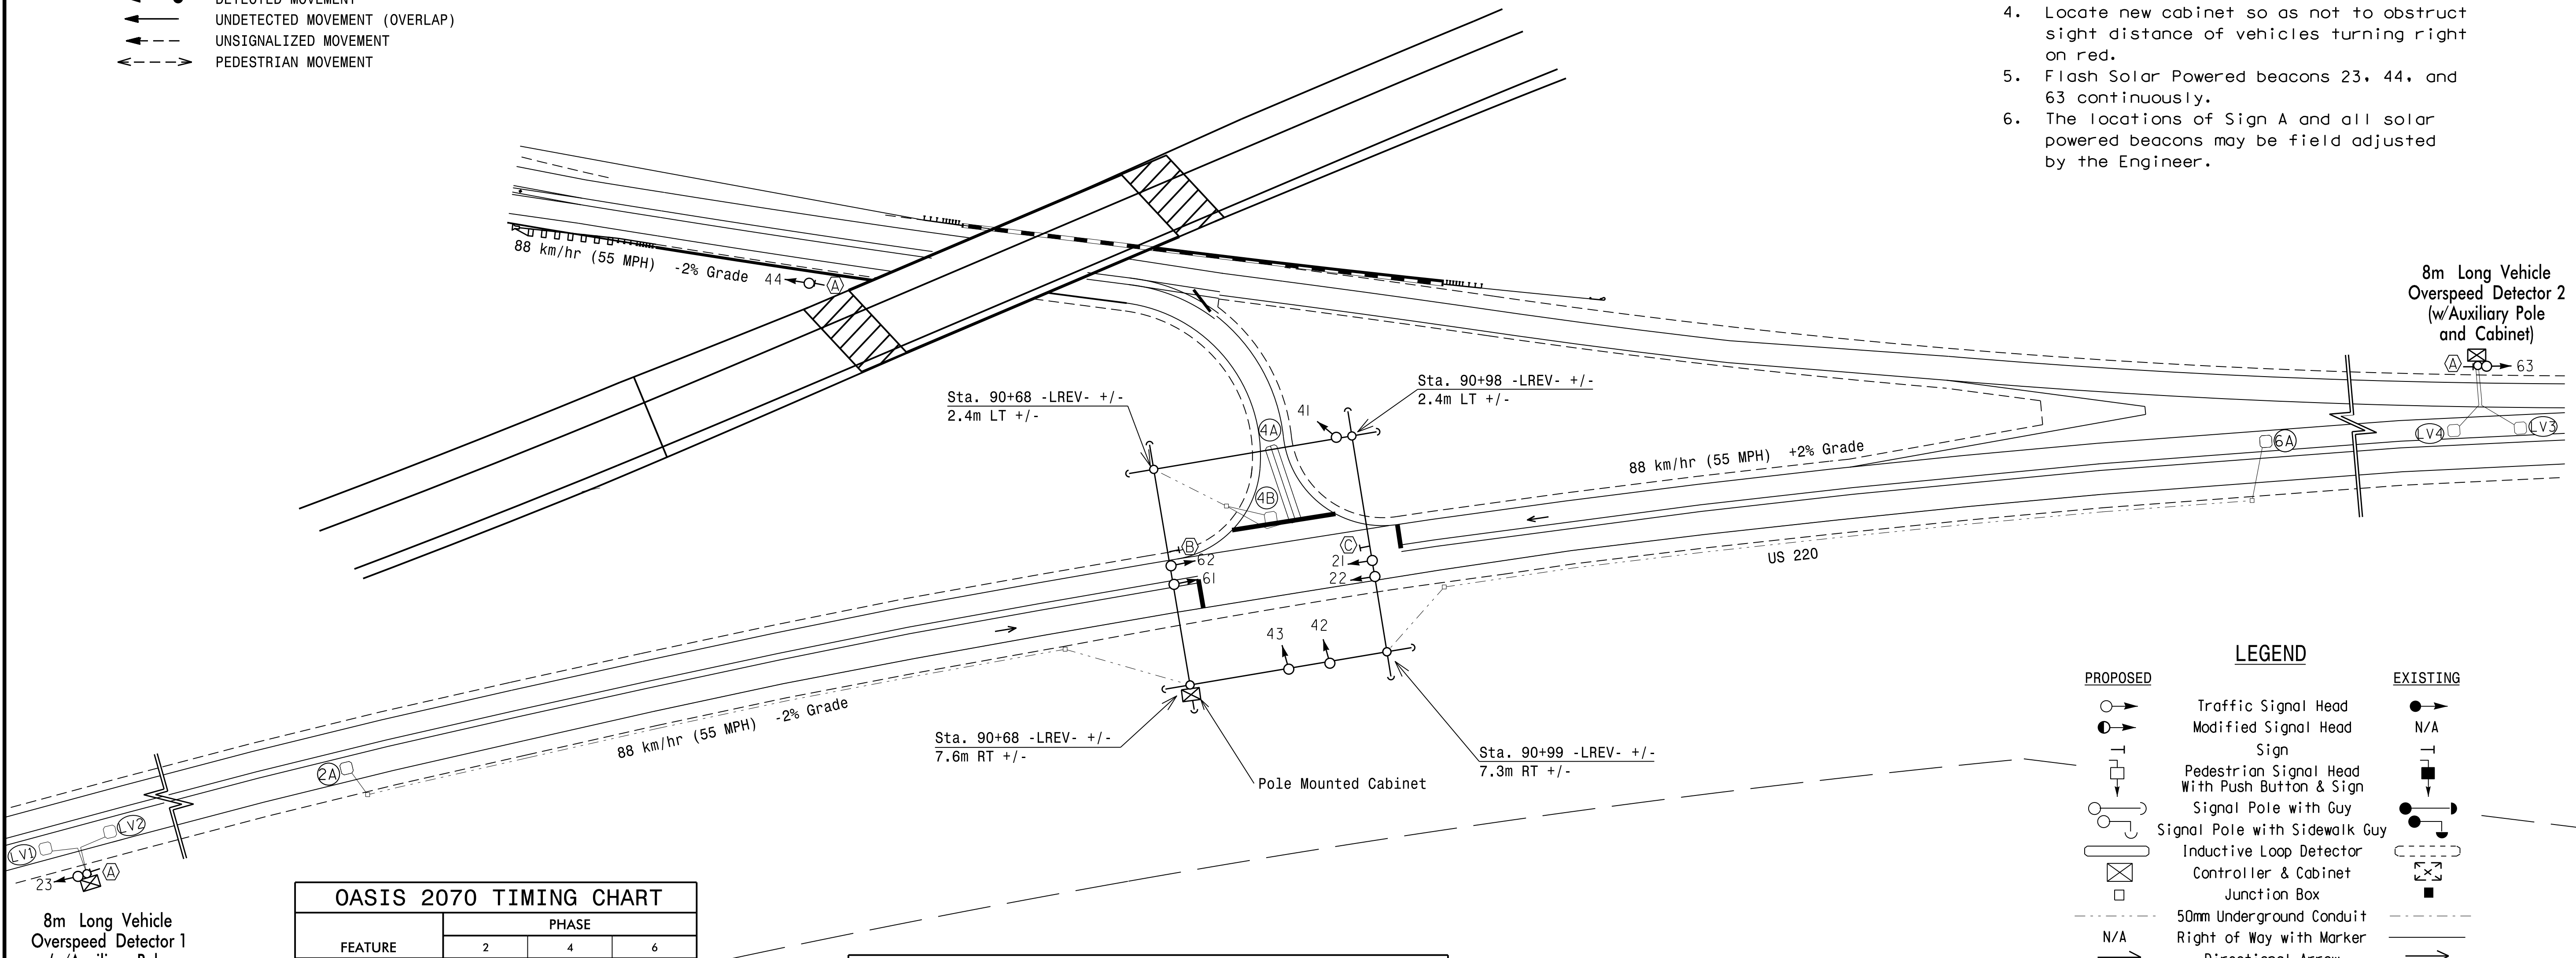 DETECTED MOVEMENT
UNDETECTED MOVEMENT (OVERLAP)
UNSIGNALIZED MOVEMENT
PEDESTRIAN MOVEMENT
4. Locate new cabinet so as not to obstruct
sight distance of vehicles turning right
on red.
5. Flash Solar Powered beacons 23, 44, and
63 continuously.
6. The locations of Sign A and all solar
powered beacons may be field adjusted
by the Engineer.
88 km/hr (55 MPH) -2% Grade
44
A
8m Long Vehicle
Overspeed Detector 2
(w/Auxiliary Pole
and Cabinet)
A
63
LV4
LV3
6A
Sta. 90+68 -LREV- +/-
2.4m LT +/-
Sta. 90+98 -LREV- +/-
2.4m LT +/-
41
4A
4B
88 km/hr (55 MPH) +2% Grade
US 220
B
62
61
C
21
22
43
42
Sta. 90+68 -LREV- +/-
7.6m RT +/-
Sta. 90+99 -LREV- +/-
7.3m RT +/-
Pole Mounted Cabinet
88 km/hr (55 MPH) -2% Grade
2A
LV2
LV1
23
A
8m Long Vehicle
Overspeed Detector 1
(w/Auxiliary Pole
OASIS 2070 TIMING CHART
FEATURE
PHASE
2 4 6
LEGEND
PROPOSED EXISTING
Traffic Signal Head
Modified Signal Head N/A
Sign
Pedestrian Signal Head
With Push Button & Sign
Signal Pole with Guy
Signal Pole with Sidewalk Guy
Inductive Loop Detector
Controller & Cabinet
Junction Box
50mm Underground Conduit
N/A Right of Way with Marker
Directional Arrow